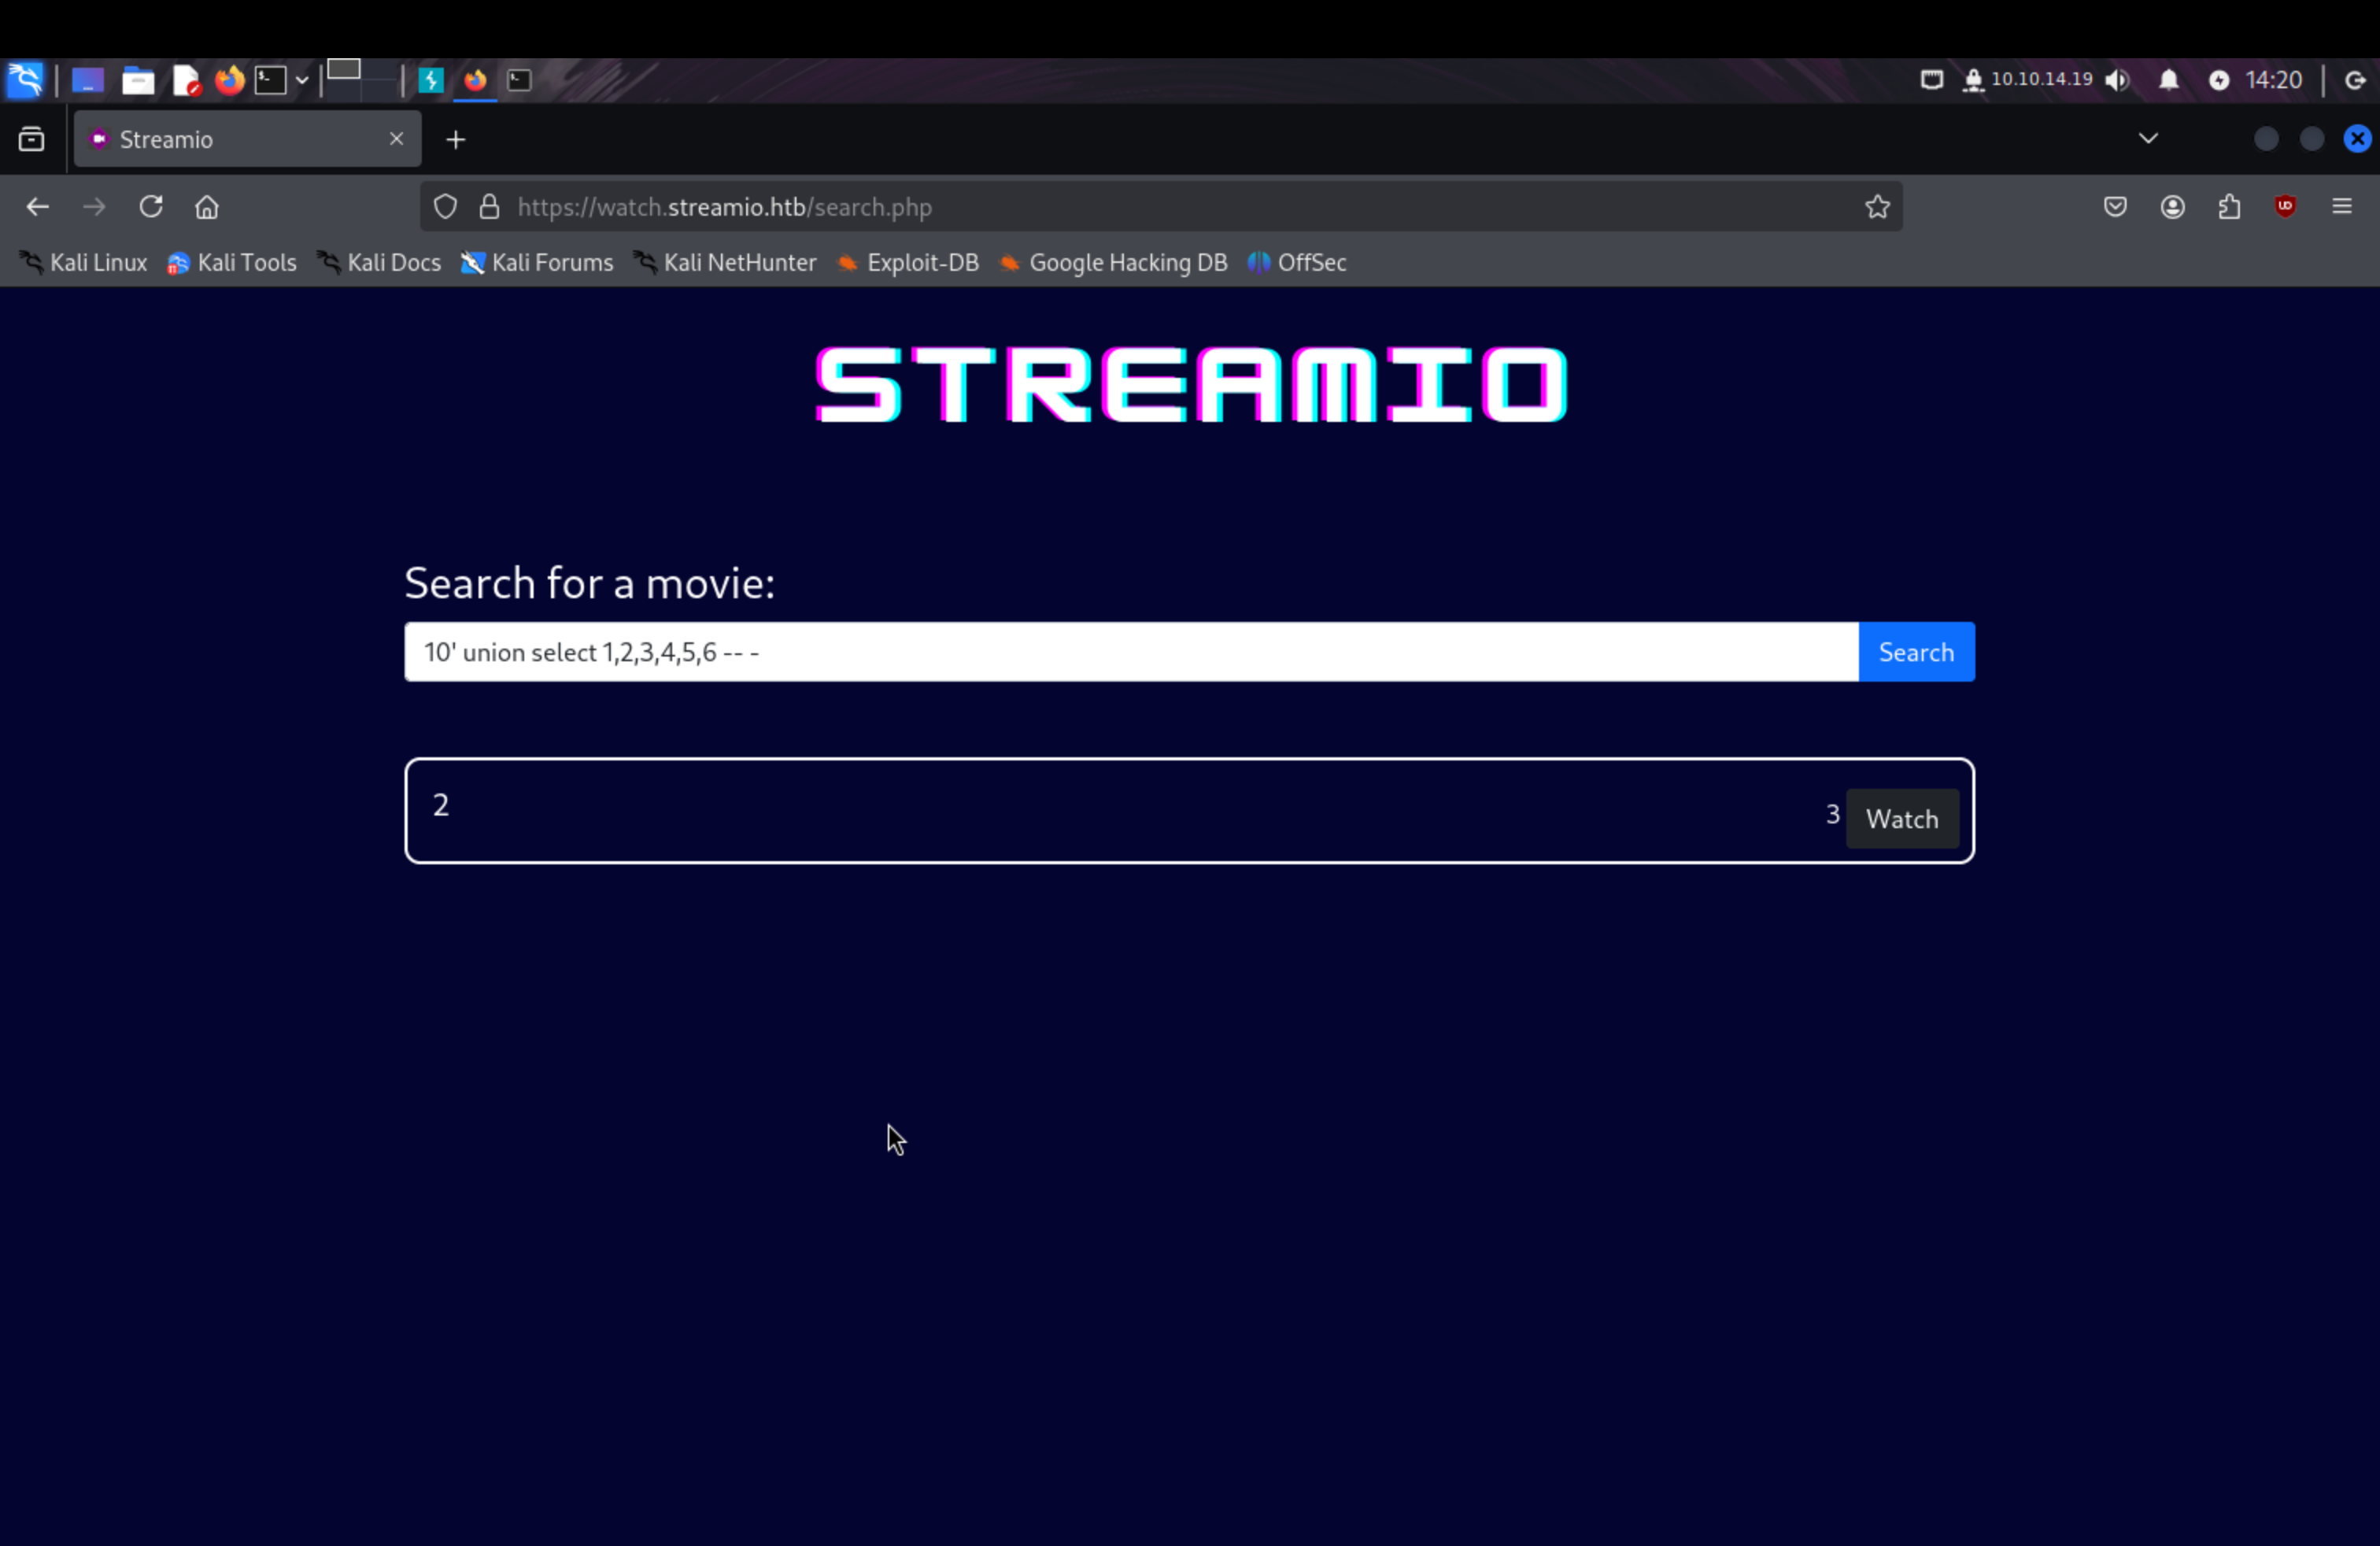 10.10.14.19 14:20
Streamio
https://watch.streamio.htb/search.php
Kali Linux Kali Tools Kali Docs Kali Forums Kali NetHunter Exploit-DB Google Hacking DB OffSec
STREAMIO
Search for a movie:
10' union select 1,2,3,4,5,6 -- - Search
2 3 Watch